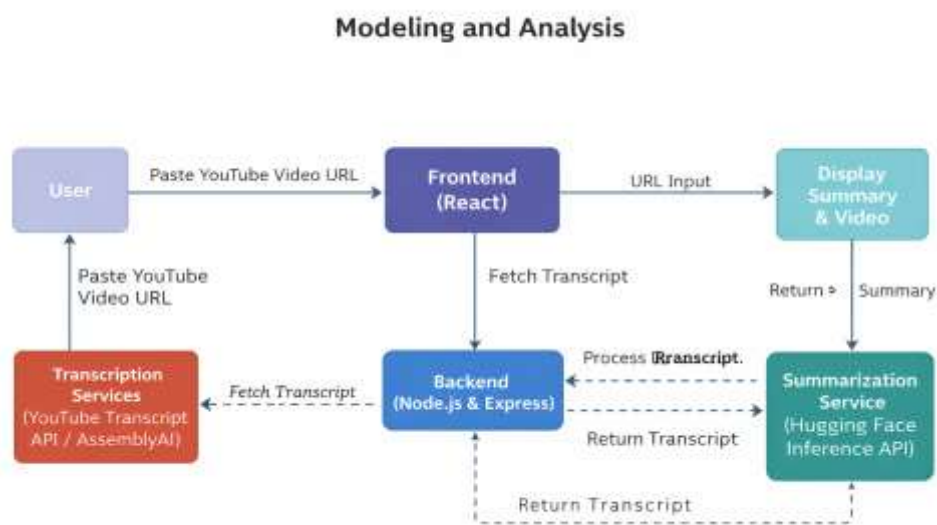 Modeling and Analysis
User
Paste YouTube Video URL
Frontend
(React)
URL Input
Display
Summary
& Video
Paste YouTube
Video URL
Fetch Transcript
Return
Summary
Transcription
Services
(YouTube Transcript
API / AssemblyAI)
Fetch Transcript
Backend
(Node.js & Express)
Process
Return Transcript
Summarization
Service
(Hugging Face
Inference API)
Return Transcript